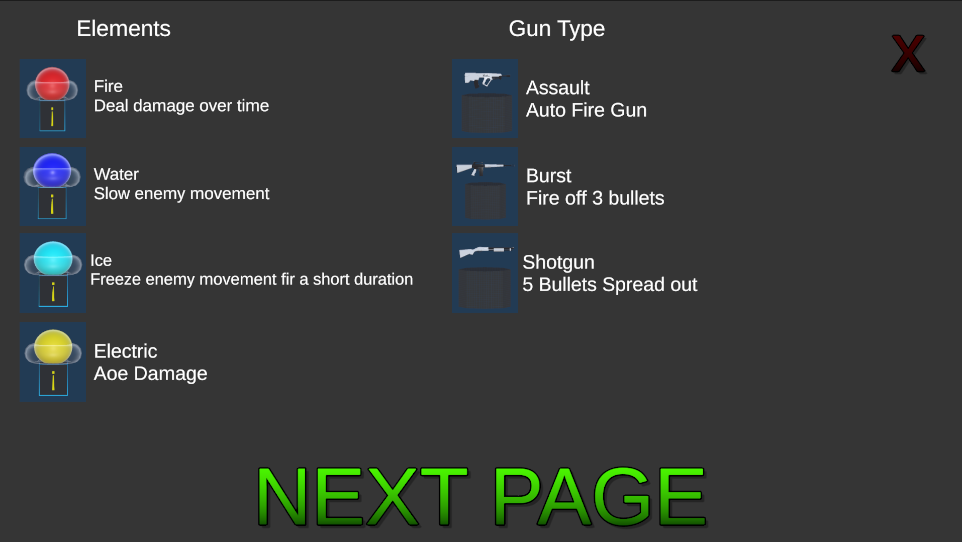 Elements
Fire
Deal damage over time
Water
Slow enemy movement
Ice
Freeze enemy movement fir a short duration
Electric
Aoe Damage
Gun Type
Assault
Auto Fire Gun
Burst
Fire off 3 bullets
Shotgun
5 Bullets Spread out
X
NEXT PAGE